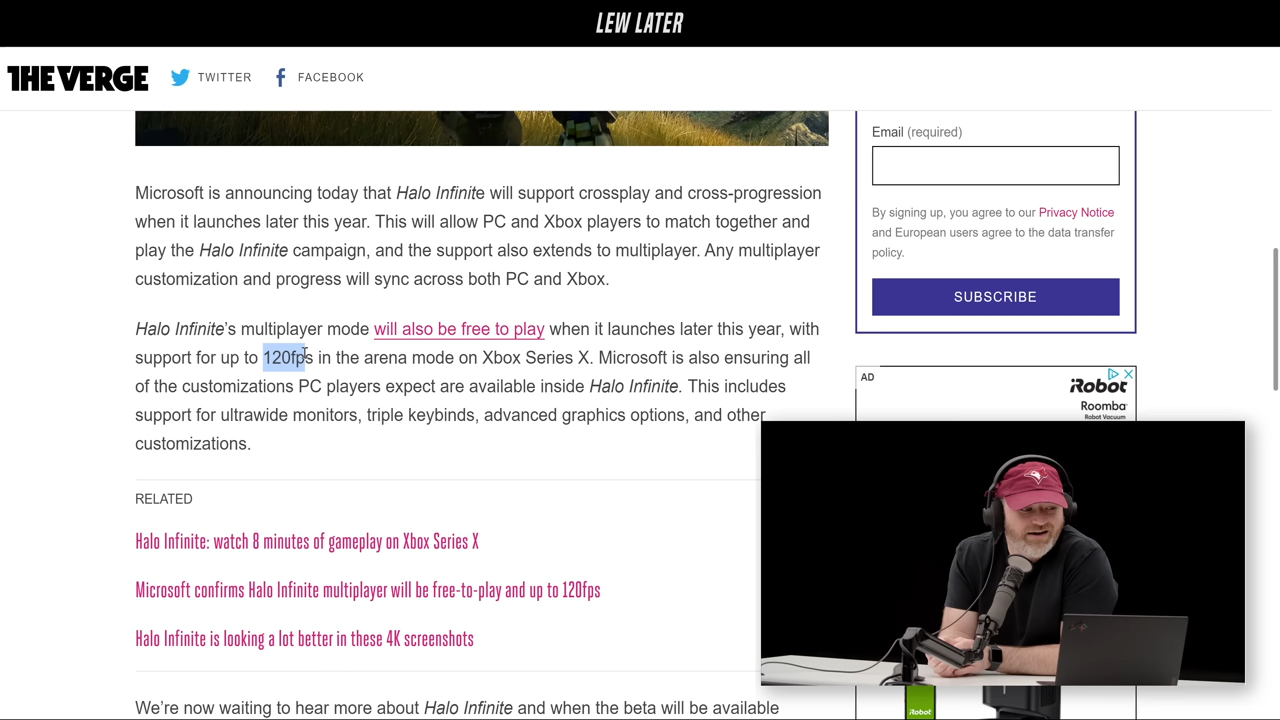 LEW LATER
THE VERGE
TWITTER
FACEBOOK
Microsoft is announcing today that Halo Infinite will support crossplay and cross-progression
when it launches later this year. This will allow PC and Xbox players to match together and
play the Halo Infinite campaign, and the support also extends to multiplayer. Any multiplayer
customization and progress will sync across both PC and Xbox.
Halo Infinite's multiplayer mode will also be free to play when it launches later this year, with
support for up to 120fps in the arena mode on Xbox Series X. Microsoft is also ensuring all
of the customizations PC players expect are available inside Halo Infinite. This includes
support for ultrawide monitors, triple keybinds, advanced graphics options, and other
customizations.
RELATED
Halo Infinite: watch 8 minutes of gameplay on Xbox Series X
Microsoft confirms Halo Infinite multiplayer will be free-to-play and up to 120fps
Halo Infinite is looking a lot better in these 4K screenshots
We're now waiting to hear more about Halo Infinite and when the beta will be available
Email (required)
By signing up, you agree to our Privacy Notice
and European users agree to the data transfer
policy.
SUBSCRIBE
AD
iRobot
Roomba
Robot Vacuum
iRobot